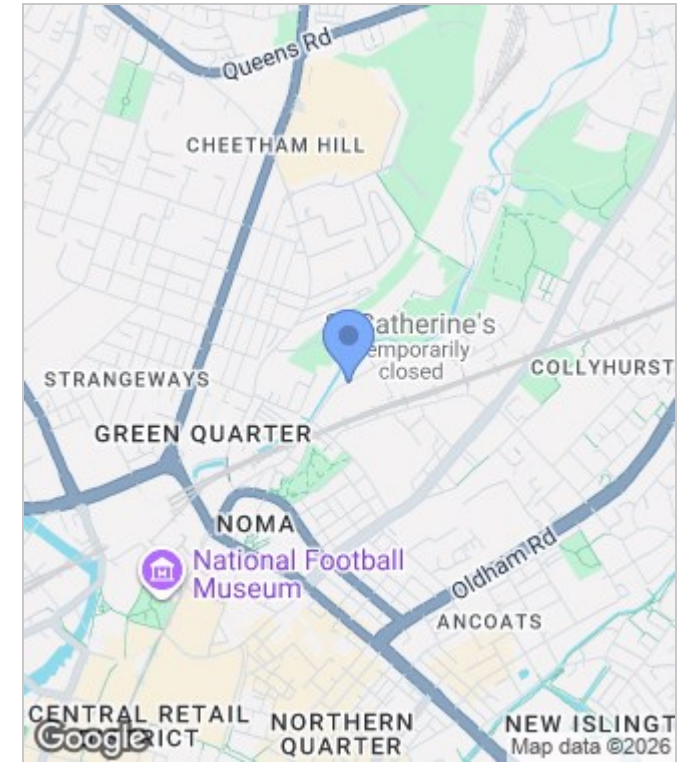 Queens Rd
CHEETHAM HILL
Catherine's
emporarily
closed
COLLYHURST
STRANGEWAYS
GREEN QUARTER
NOMA
National Football
Museum
Oldham Rd
ANCOATS
CENTRAL RETAIL
NORTHERN
QUARTER
NEW ISLINGT
Google
Map data ©2026